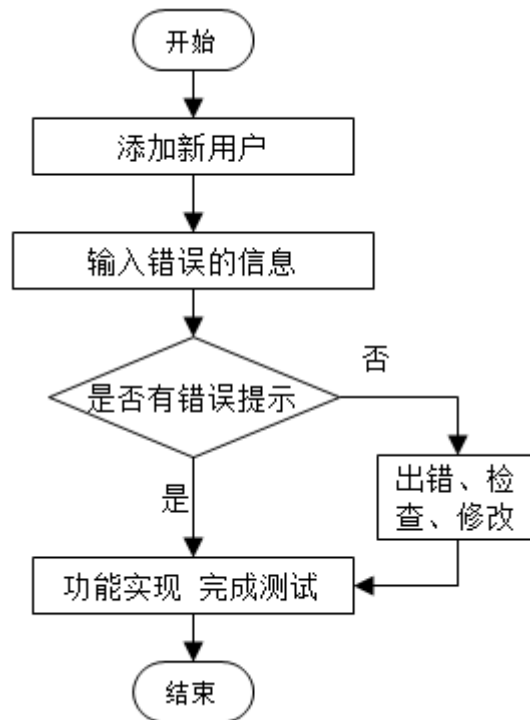 开始
添加新用户
输入错误的信息
是否有错误提示
否
是
出错、检
查、修改
功能实现 完成测试
结束